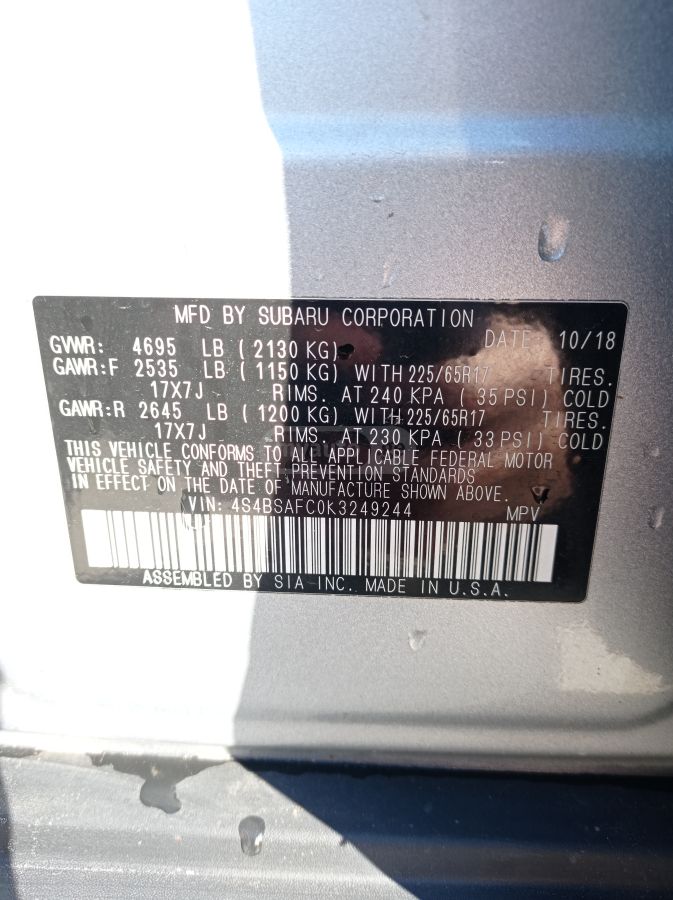 MFD BY SUBARU CORPORATION
DATE: 10/18
GVWR: 4695 LB ( 2130 KG)
GAWR:F 2535 LB ( 1150 KG) WITH 225/65R17 TIRES.
17X7J RIMS. AT 240 KPA ( 35 PSI) COLD
GAWR:R 2645 LB ( 1200 KG) WITH 225/65R17 TIRES.
17X7J RIMS. AT 230 KPA ( 33 PSI) COLD
THIS VEHICLE CONFORMS TO ALL APPLICABLE FEDERAL MOTOR
VEHICLE SAFETY AND THEFT PREVENTION STANDARDS
IN EFFECT ON THE DATE OF MANUFACTURE SHOWN ABOVE.
VIN: 4S4BSAFC0K3249244 MPV
ASSEMBLED BY SIA INC. MADE IN U.S.A.